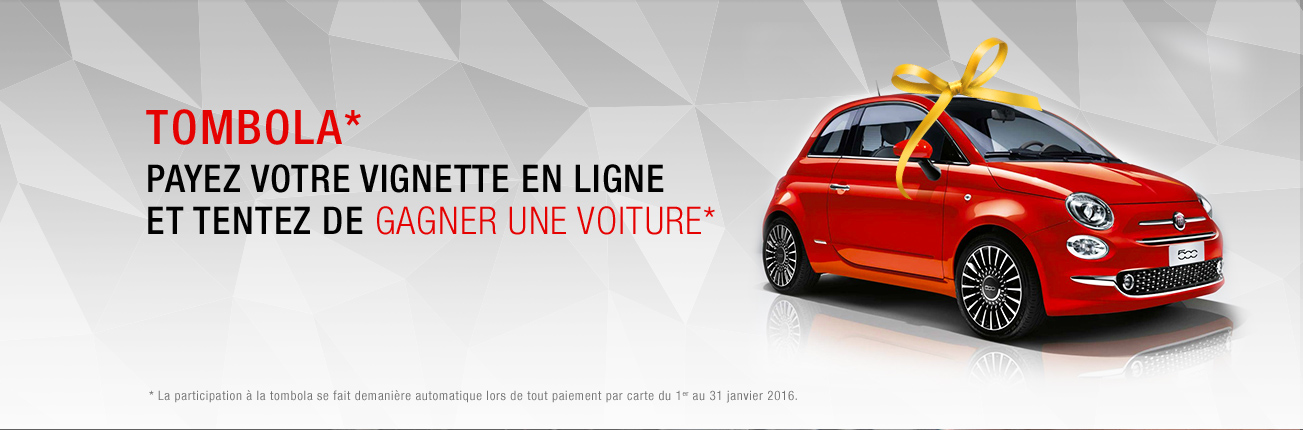 TOMBOLA*
PAYEZ VOTRE VIGNETTE EN LIGNE
ET TENTEZ DE GAGNER UNE VOITURE*
500
* La participation à la tombola se fait demanière automatique lors de tout paiement par carte du 1er au 31 janvier 2016.